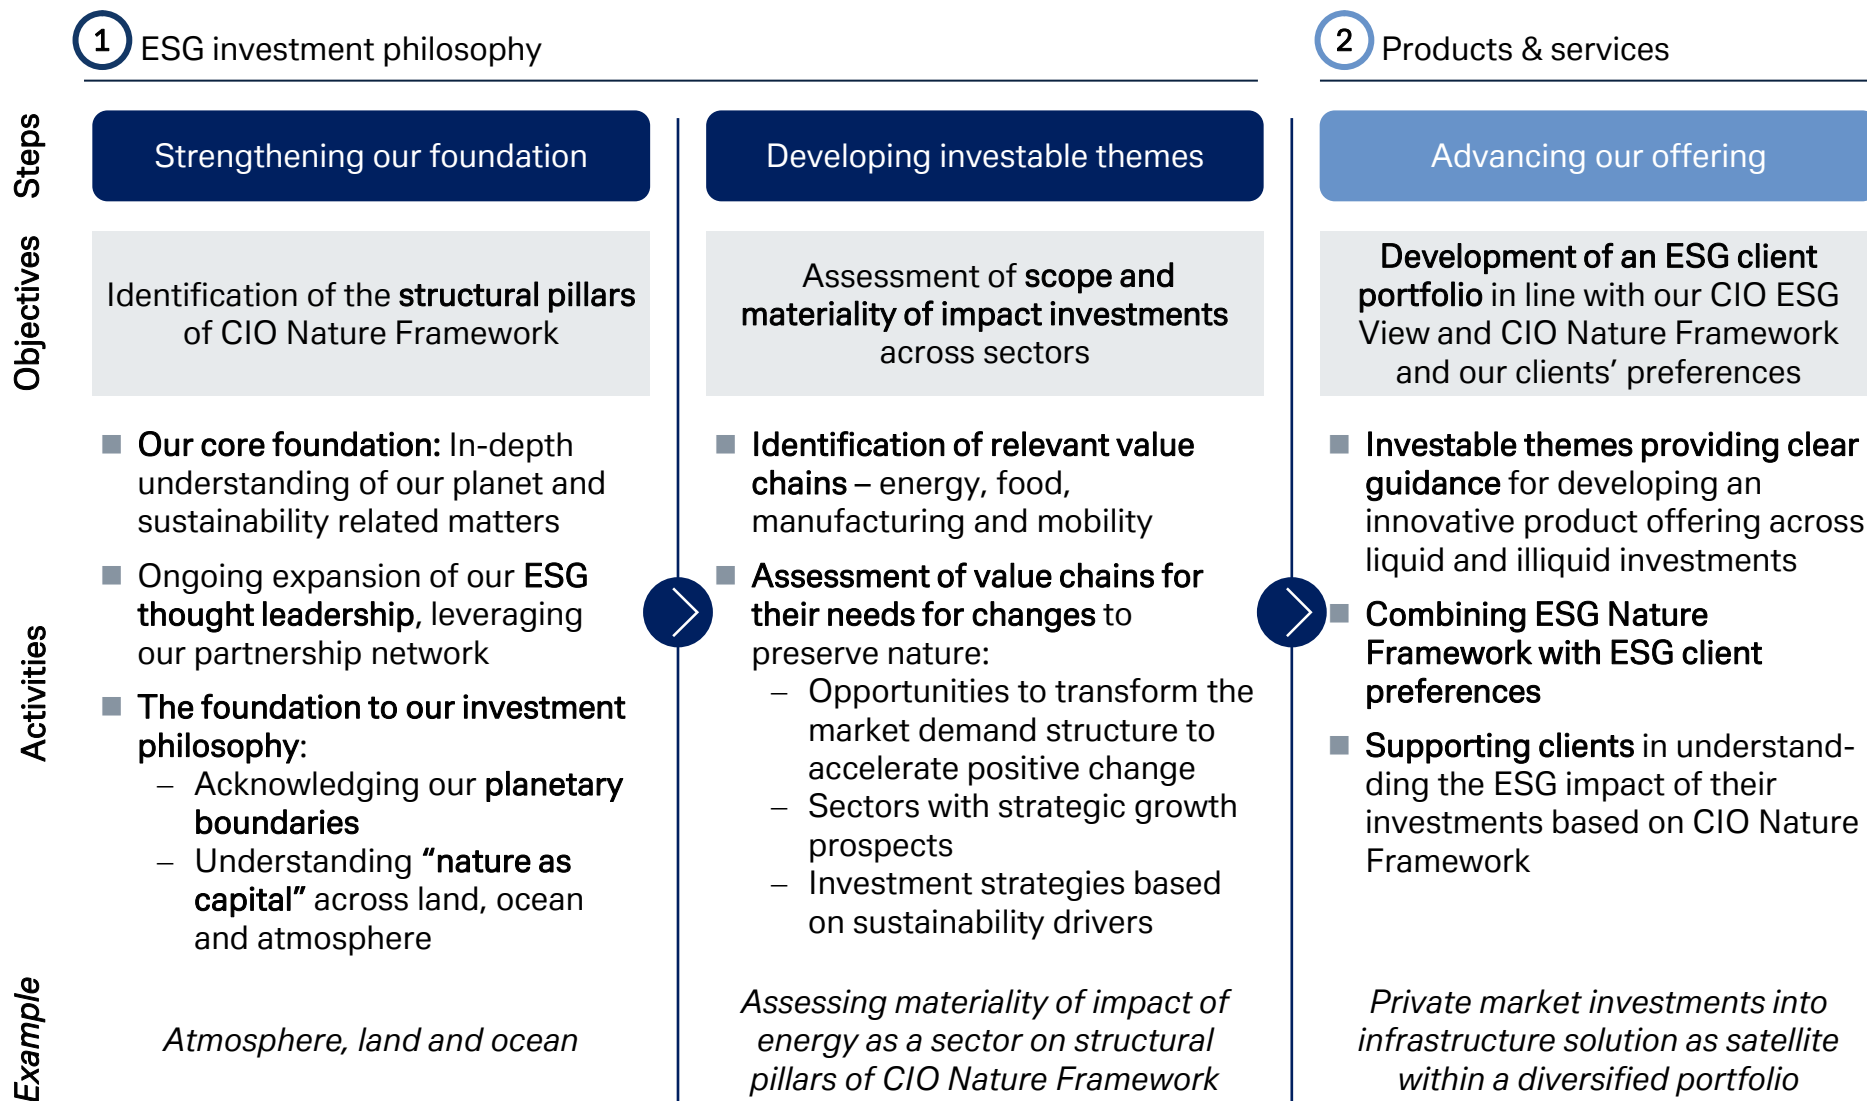 1 ESG investment philosophy
2 Products & services
Steps
Strengthening our foundation
Developing investable themes
Advancing our offering
Objectives
Identification of the structural pillars
of CIO Nature Framework
Assessment of scope and
materiality of impact investments
across sectors
Development of an ESG client
portfolio in line with our CIO ESG
View and CIO Nature Framework
and our clients’ preferences
Activities
Our core foundation: In-depth
understanding of our planet and
sustainability related matters
Ongoing expansion of our ESG
thought leadership, leveraging
our partnership network
The foundation to our investment
philosophy:
– Acknowledging our planetary
boundaries
– Understanding “nature as
capital” across land, ocean
and atmosphere
Identification of relevant value
chains – energy, food,
manufacturing and mobility
Assessment of value chains for
their needs for changes to
preserve nature:
– Opportunities to transform the
market demand structure to
accelerate positive change
– Sectors with strategic growth
prospects
– Investment strategies based
on sustainability drivers
Investable themes providing clear
guidance for developing an
innovative product offering across
liquid and illiquid investments
Combining ESG Nature
Framework with ESG client
preferences
Supporting clients in understand-
ding the ESG impact of their
investments based on CIO Nature
Framework
Example
Atmosphere, land and ocean
Assessing materiality of impact of
energy as a sector on structural
pillars of CIO Nature Framework
Private market investments into
infrastructure solution as satellite
within a diversified portfolio